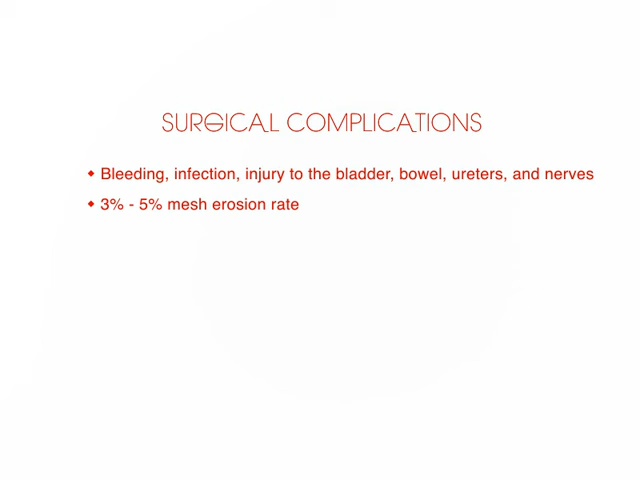 SURGICAL COMPLICATIONS
◆ Bleeding, infection, injury to the bladder, bowel, ureters, and nerves
◆ 3% - 5% mesh erosion rate